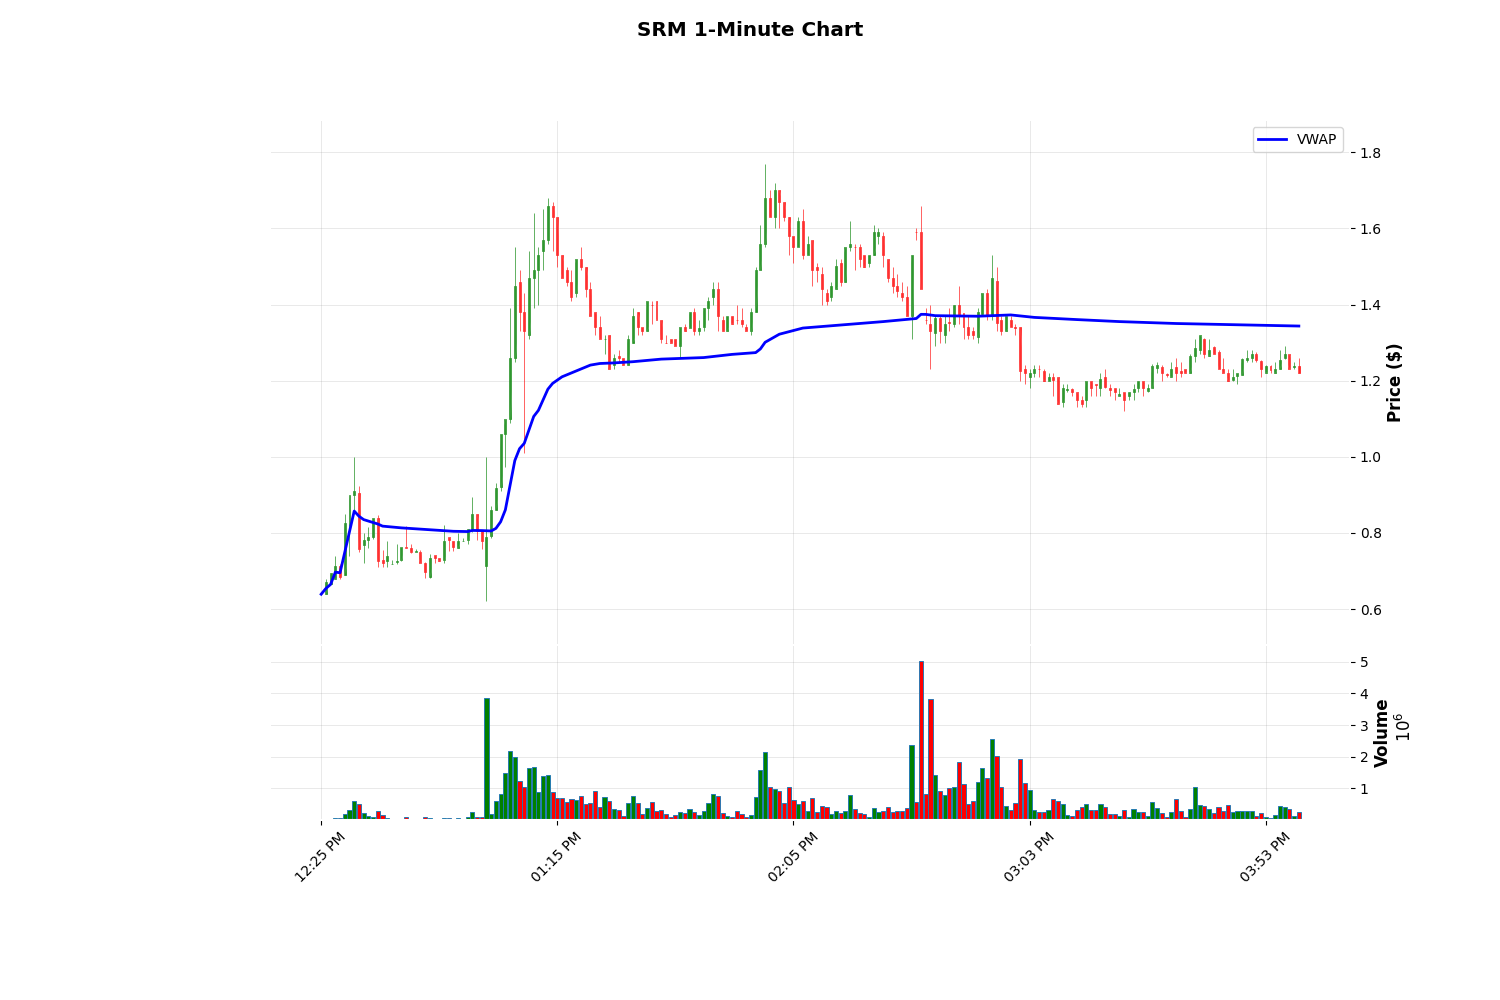 SRM 1-Minute Chart
VWAP
1.8
1.6
1.4
1.2
1.0
0.8
0.6
Price ($)
5
4
3
2
1
Volume
10^6
12:25 PM
01:15 PM
02:05 PM
03:03 PM
03:53 PM